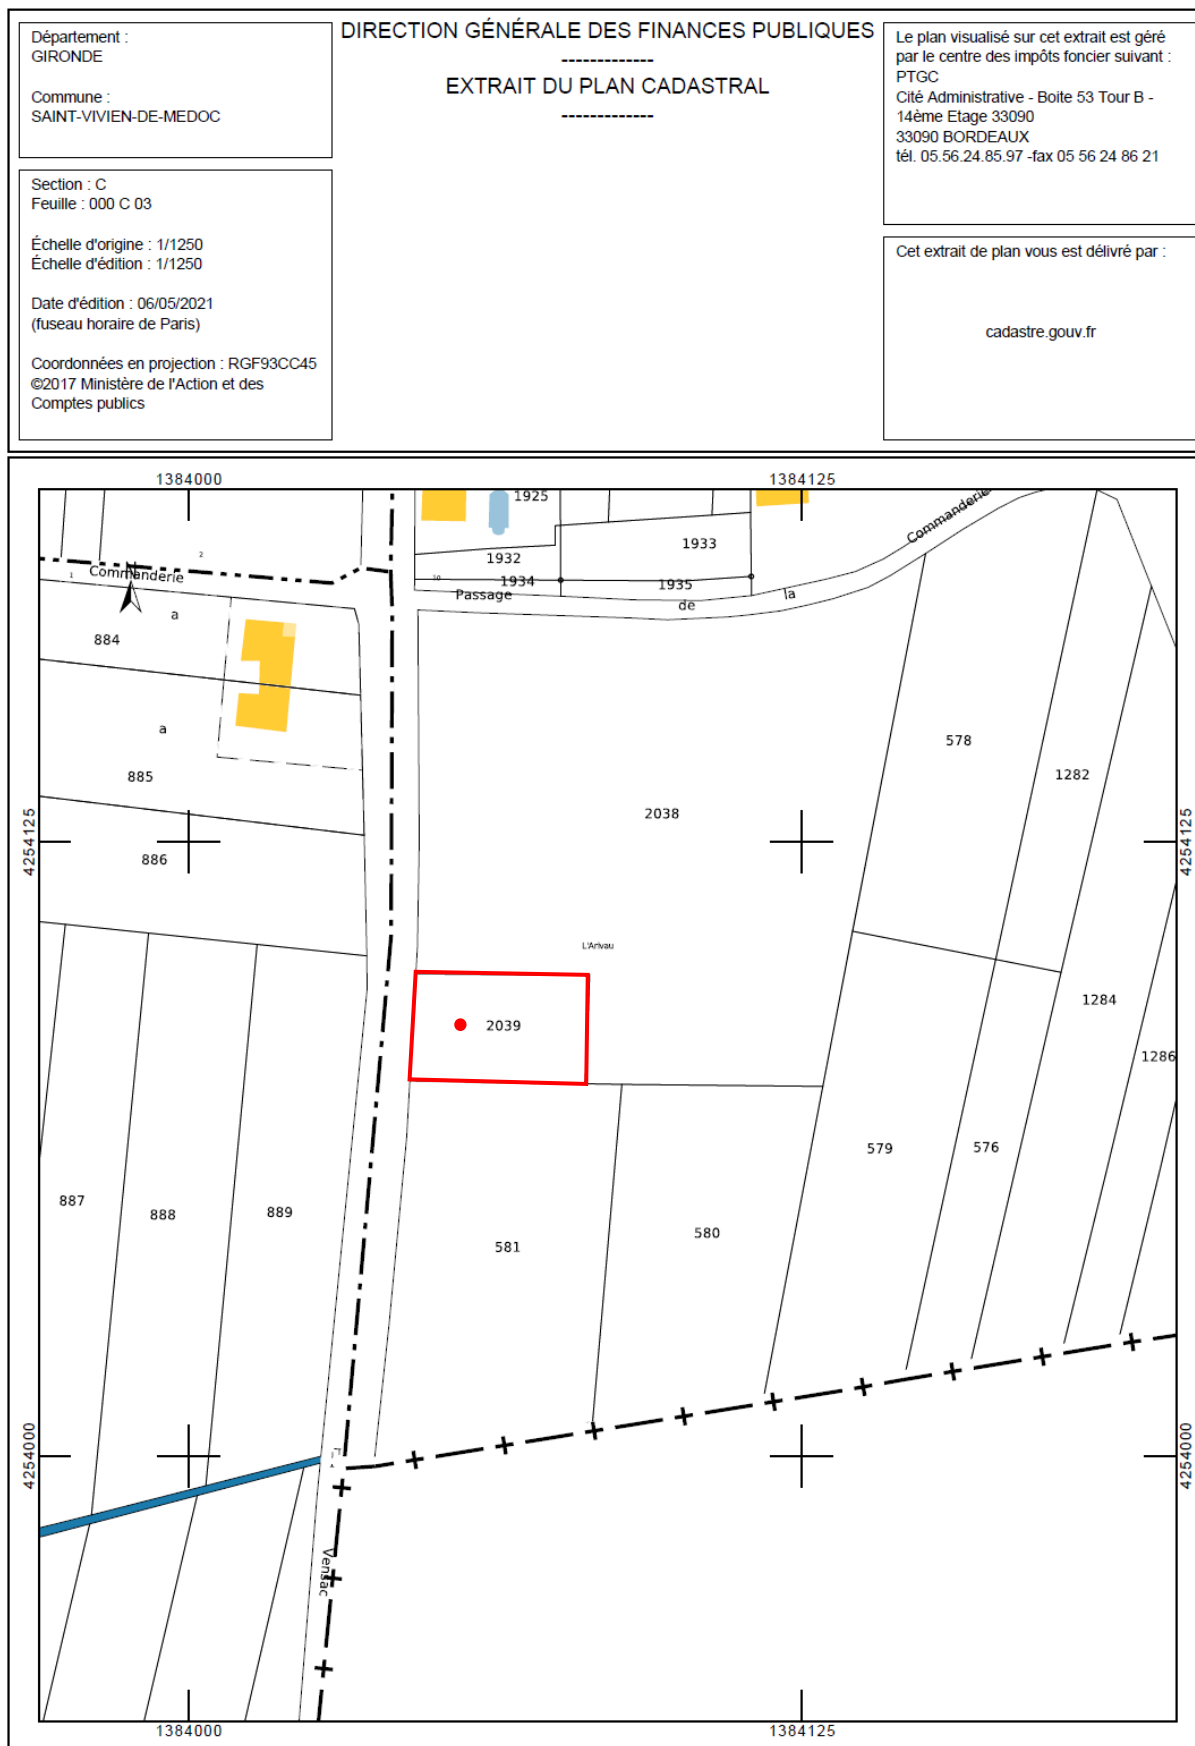 Département :
GIRONDE
Commune :
SAINT-VIVIEN-DE-MEDOC
Section : C
Feuille : 000 C 03
Échelle d'origine : 1/1250
Échelle d'édition : 1/1250
Date d'édition : 06/05/2021
(fuseau horaire de Paris)
Coordonnées en projection : RGF93CC45
©2017 Ministère de l'Action et des
Comptes publics
DIRECTION GÉNÉRALE DES FINANCES PUBLIQUES
-------------
EXTRAIT DU PLAN CADASTRAL
-------------
Le plan visualisé sur cet extrait est géré
par le centre des impôts foncier suivant :
PTGC
Cité Administrative - Boite 53 Tour B -
14ème Etage 33090
33090 BORDEAUX
tél. 05.56.24.85.97 -fax 05 56 24 86 21
Cet extrait de plan vous est délivré par :
cadastre.gouv.fr
1384000
1384125
1925
Commanderie
1933
2
1932
1
Commanderie
N
10
1934
1935
Passage
de
la
a
884
a
578
885
1282
2038
4254125
4254125
886
L'Arivau
1284
2039
1286
579
576
887
888
889
580
581
4254000
4254000
Vensac
1384000
1384125